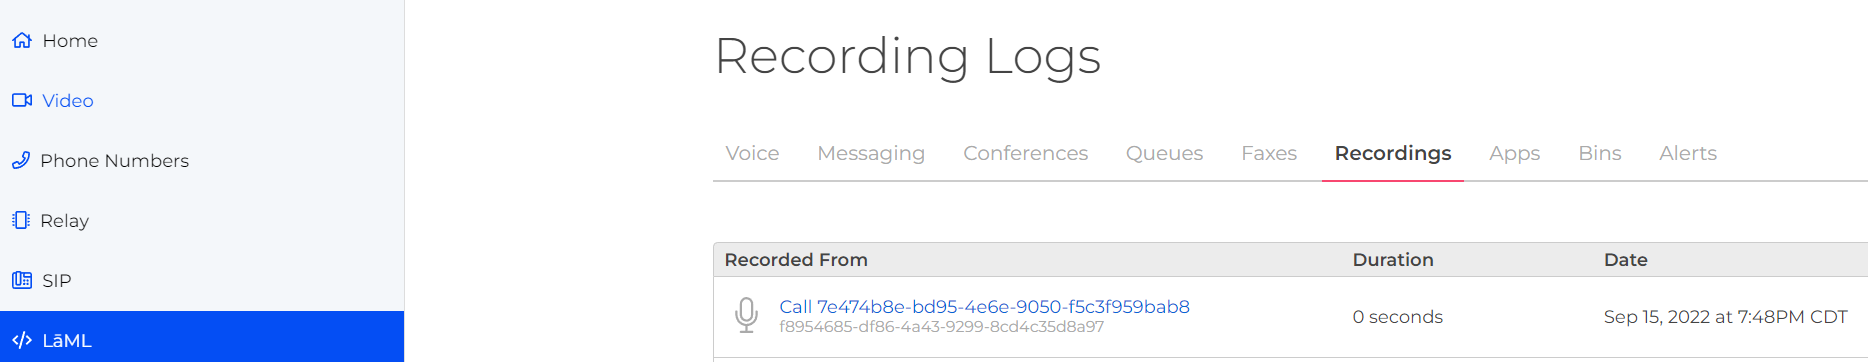 Home
Video
Phone Numbers
Relay
SIP
LāML
Recording Logs
Voice Messaging Conferences Queues Faxes Recordings Apps Bins Alerts
Recorded From Duration Date
Call 7e474b8e-bd95-4e6e-9050-f5c3f959bab8
f8954685-df86-4a43-9299-8cd4c35d8a97
0 seconds Sep 15, 2022 at 7:48PM CDT